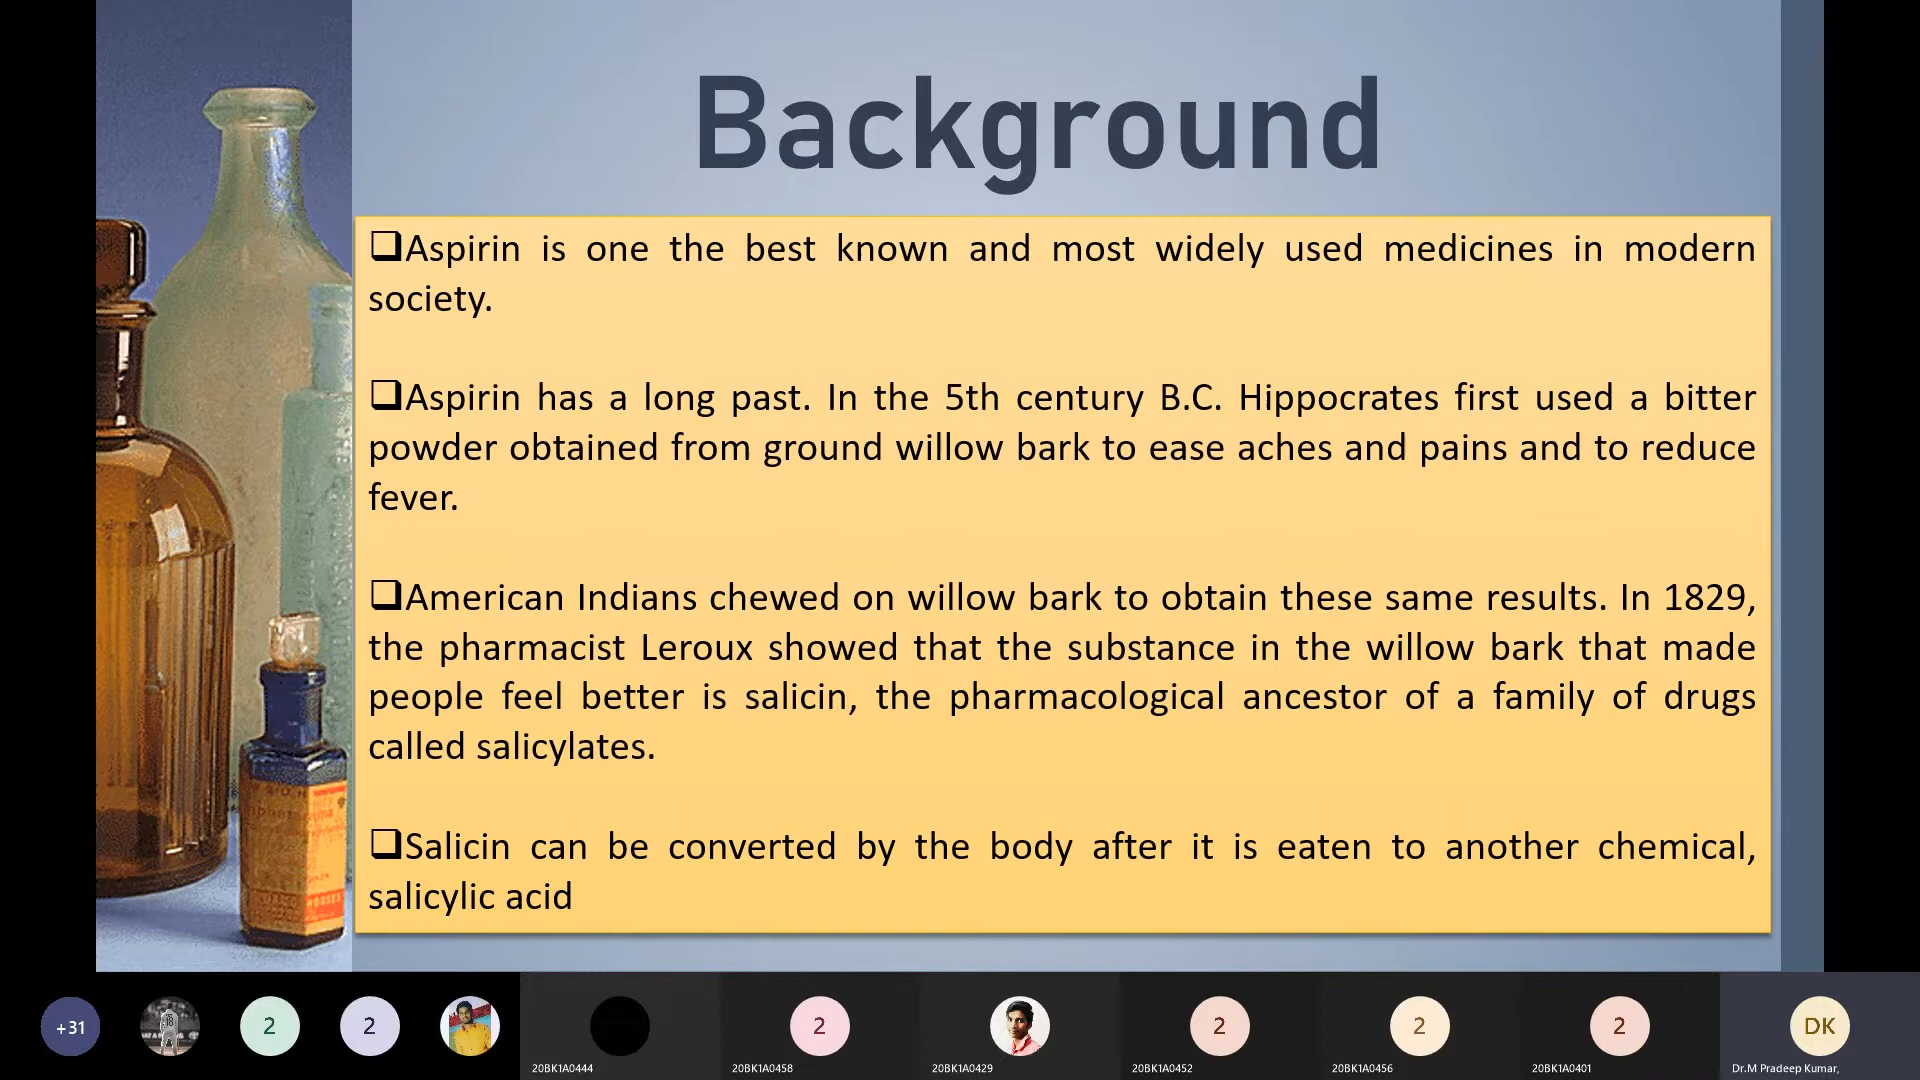 Background
❑Aspirin is one the best known and most widely used medicines in modern
society.
❑Aspirin has a long past. In the 5th century B.C. Hippocrates first used a bitter
powder obtained from ground willow bark to ease aches and pains and to reduce
fever.
❑American Indians chewed on willow bark to obtain these same results. In 1829,
the pharmacist Leroux showed that the substance in the willow bark that made
people feel better is salicin, the pharmacological ancestor of a family of drugs
called salicylates.
❑Salicin can be converted by the body after it is eaten to another chemical,
salicylic acid
+31 2 2 2 2 2 2 DK
20BK1A0444 20BK1A0458 20BK1A0429 20BK1A0452 20BK1A0456 20BK1A0401 Dr.M Pradeep Kumar,